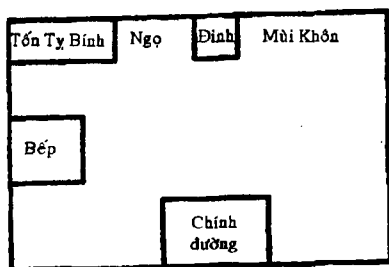 Tốn Tỵ Bính Ngọ Đinh Mùi Khôn
Bếp
Chính
đường